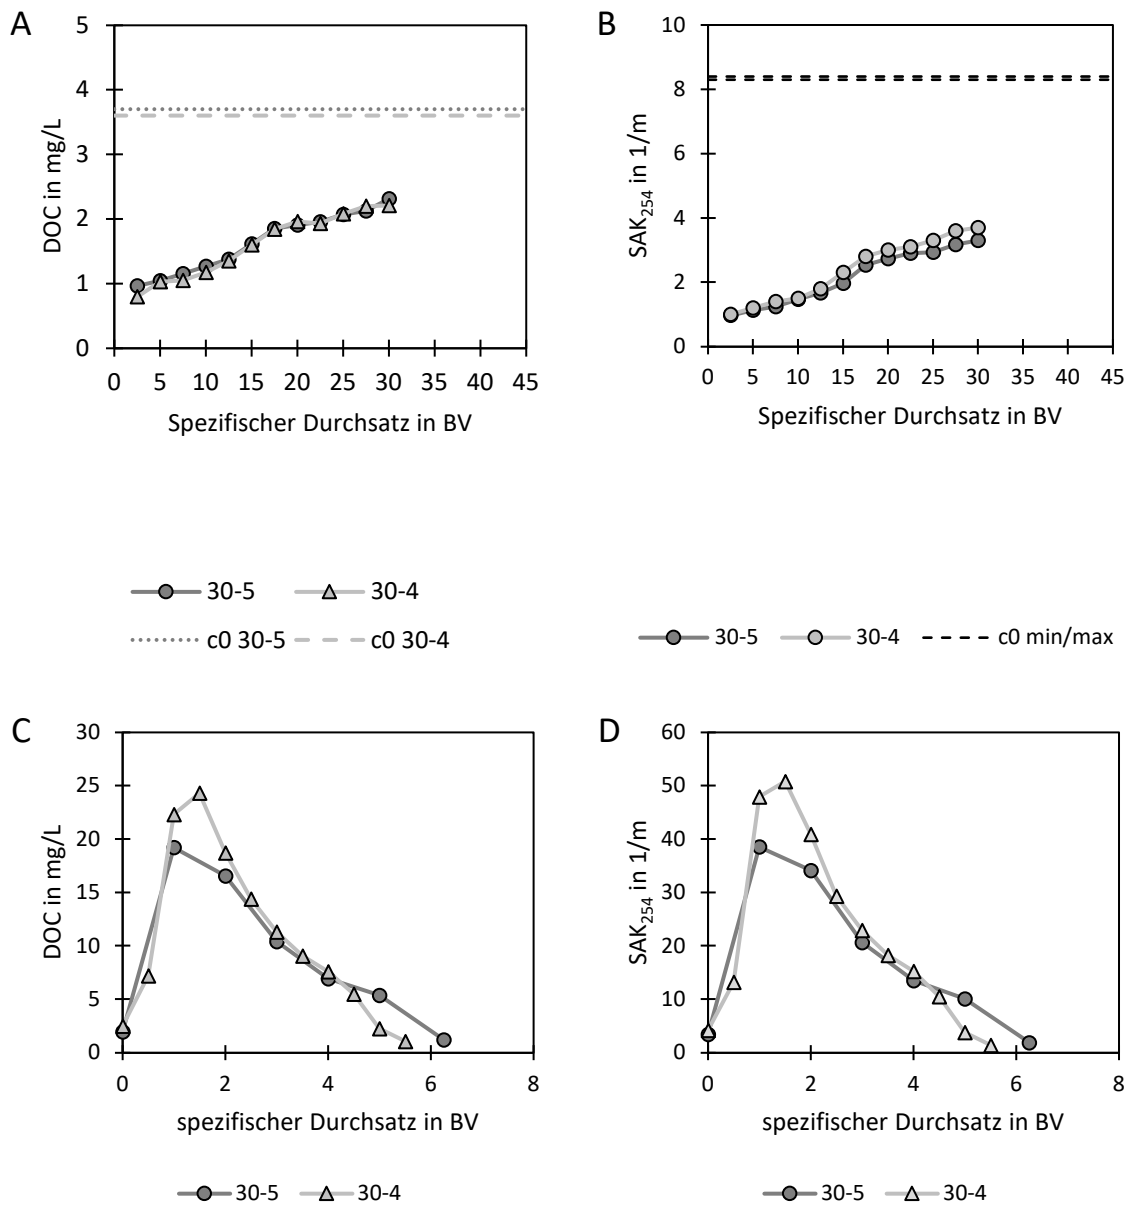 A
DOC in mg/L
5
4
3
2
1
0
0 5 10 15 20 25 30 35 40 45
Spezifischer Durchsatz in BV
30-5 30-4
c0 30-5 c0 30-4
B
SAK254 in 1/m
10
8
6
4
2
0
0 5 10 15 20 25 30 35 40 45
Spezifischer Durchsatz in BV
30-5 30-4 c0 min/max
C
DOC in mg/L
30
25
20
15
10
5
0
0 2 4 6 8
spezifischer Durchsatz in BV
30-5 30-4
D
SAK254 in 1/m
60
50
40
30
20
10
0
0 2 4 6 8
spezifischer Durchsatz in BV
30-5 30-4